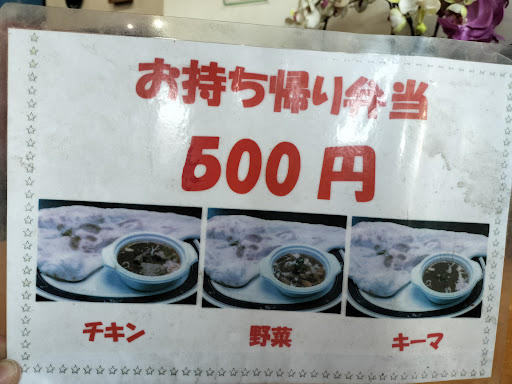 お持ち帰り弁当
500円
チキン
野菜
キーマ